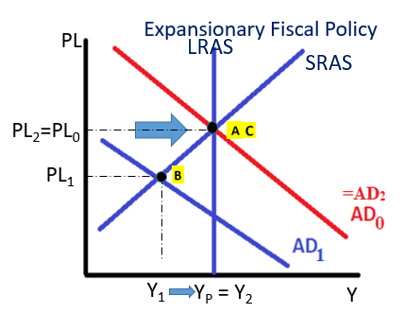 Expansionary Fiscal Policy
PL
LRAS
SRAS
PL₂=PL₀
A C
PL₁
B
=AD₂
AD₀
AD₁
Y₁ Yₚ = Y₂
Y